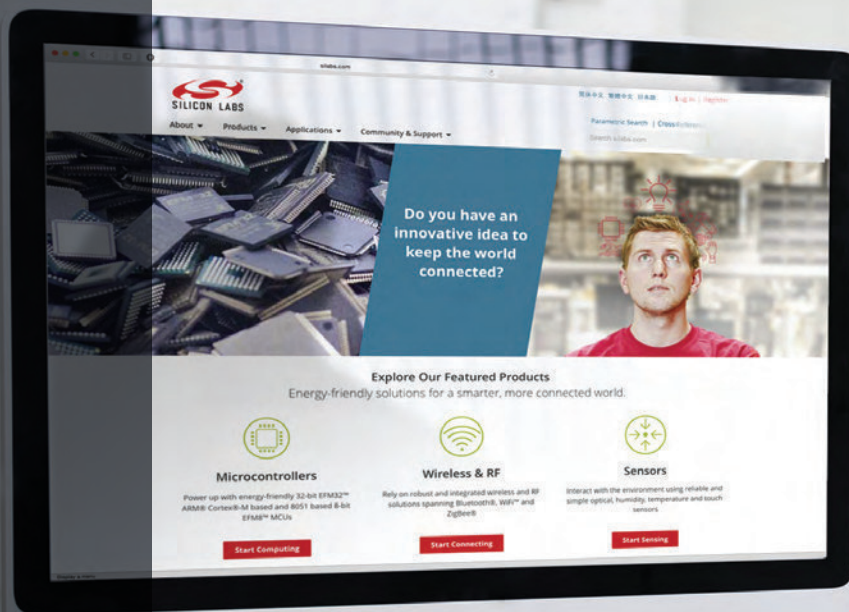 silabs.com
SILICON LABS
简体中文 繁體中文 日本語 Log In | Register
Parametric Search | Cross-Reference
Search silabs.com
About Products Applications Community & Support
Do you have an
innovative idea to
keep the world
connected?
Explore Our Featured Products
Energy-friendly solutions for a smarter, more connected world.
Microcontrollers
Power up with energy-friendly 32-bit EFM32™
ARM® Cortex®-M based and 8051 based 8-bit
EFM8™ MCUs
Start Computing
Wireless & RF
Rely on robust and integrated wireless and RF
solutions spanning Bluetooth®, WiFi™ and
ZigBee®
Start Connecting
Sensors
Interact with the environment using reliable and
simple optical, humidity, temperature and touch
sensors
Start Sensing
Display a menu